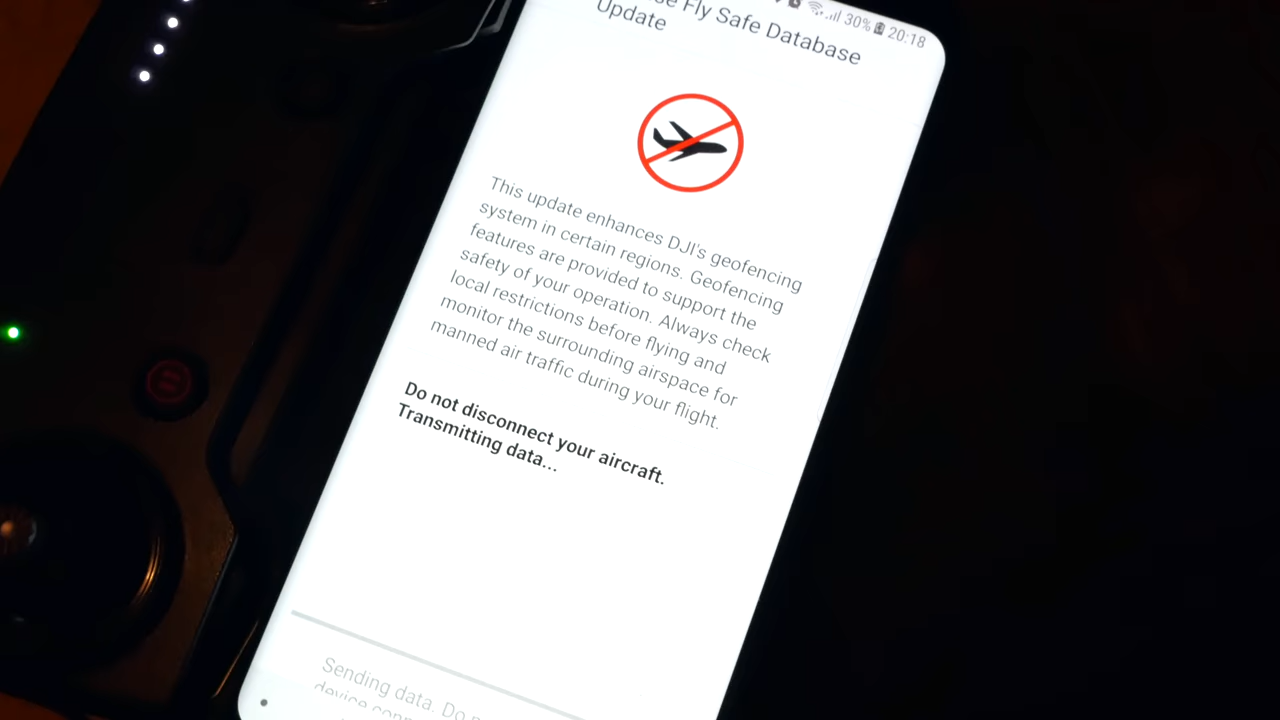 30% 20:18
Fly Safe Database
Update
This update enhances DJI's geofencing
system in certain regions. Geofencing
features are provided to support the
safety of your operation. Always check
local restrictions before flying and
monitor the surrounding airspace for
manned air traffic during your flight.
Do not disconnect your aircraft.
Transmitting data...
Sending data. Do
device